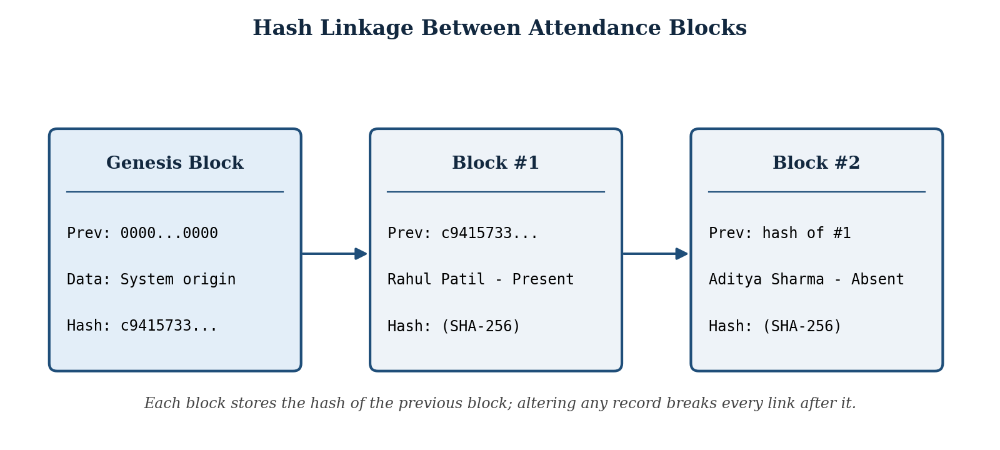 Hash Linkage Between Attendance Blocks
Genesis Block
Prev: 0000...0000
Data: System origin
Hash: c9415733...
Block #1
Prev: c9415733...
Rahul Patil - Present
Hash: (SHA-256)
Block #2
Prev: hash of #1
Aditya Sharma - Absent
Hash: (SHA-256)
Each block stores the hash of the previous block; altering any record breaks every link after it.